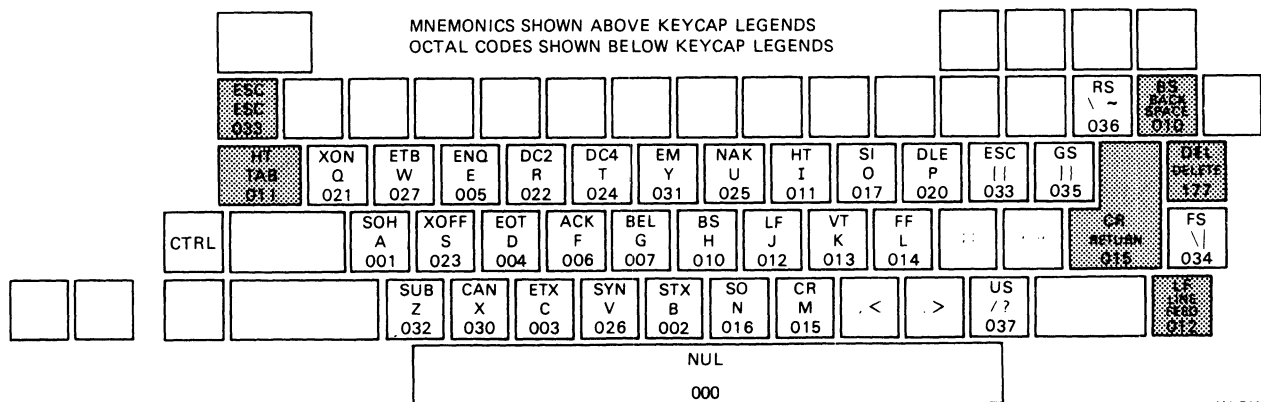 MNEMONICS SHOWN ABOVE KEYCAP LEGENDS
OCTAL CODES SHOWN BELOW KEYCAP LEGENDS
ESC RS BS
ESC \ ~ BACK SPACE
033 036 010
HT XON ETB ENQ DC2 DC4 EM NAK HT SI DLE ESC GS DEL
TAB Q W E R T Y U I O P DELETE
011 021 027 005 022 024 031 025 011 017 020 033 035 177
SOH XOFF EOT ACK BEL BS LF VT FF CR FS
CTRL A S D F G H J K L RETURN \|
001 023 004 006 007 010 012 013 014 015 034
SUB CAN ETX SYN STX SO CR US LF
Z X C V B N M , < . > / ? LINE FEED
032 030 003 026 002 016 015 037 012
NUL
000